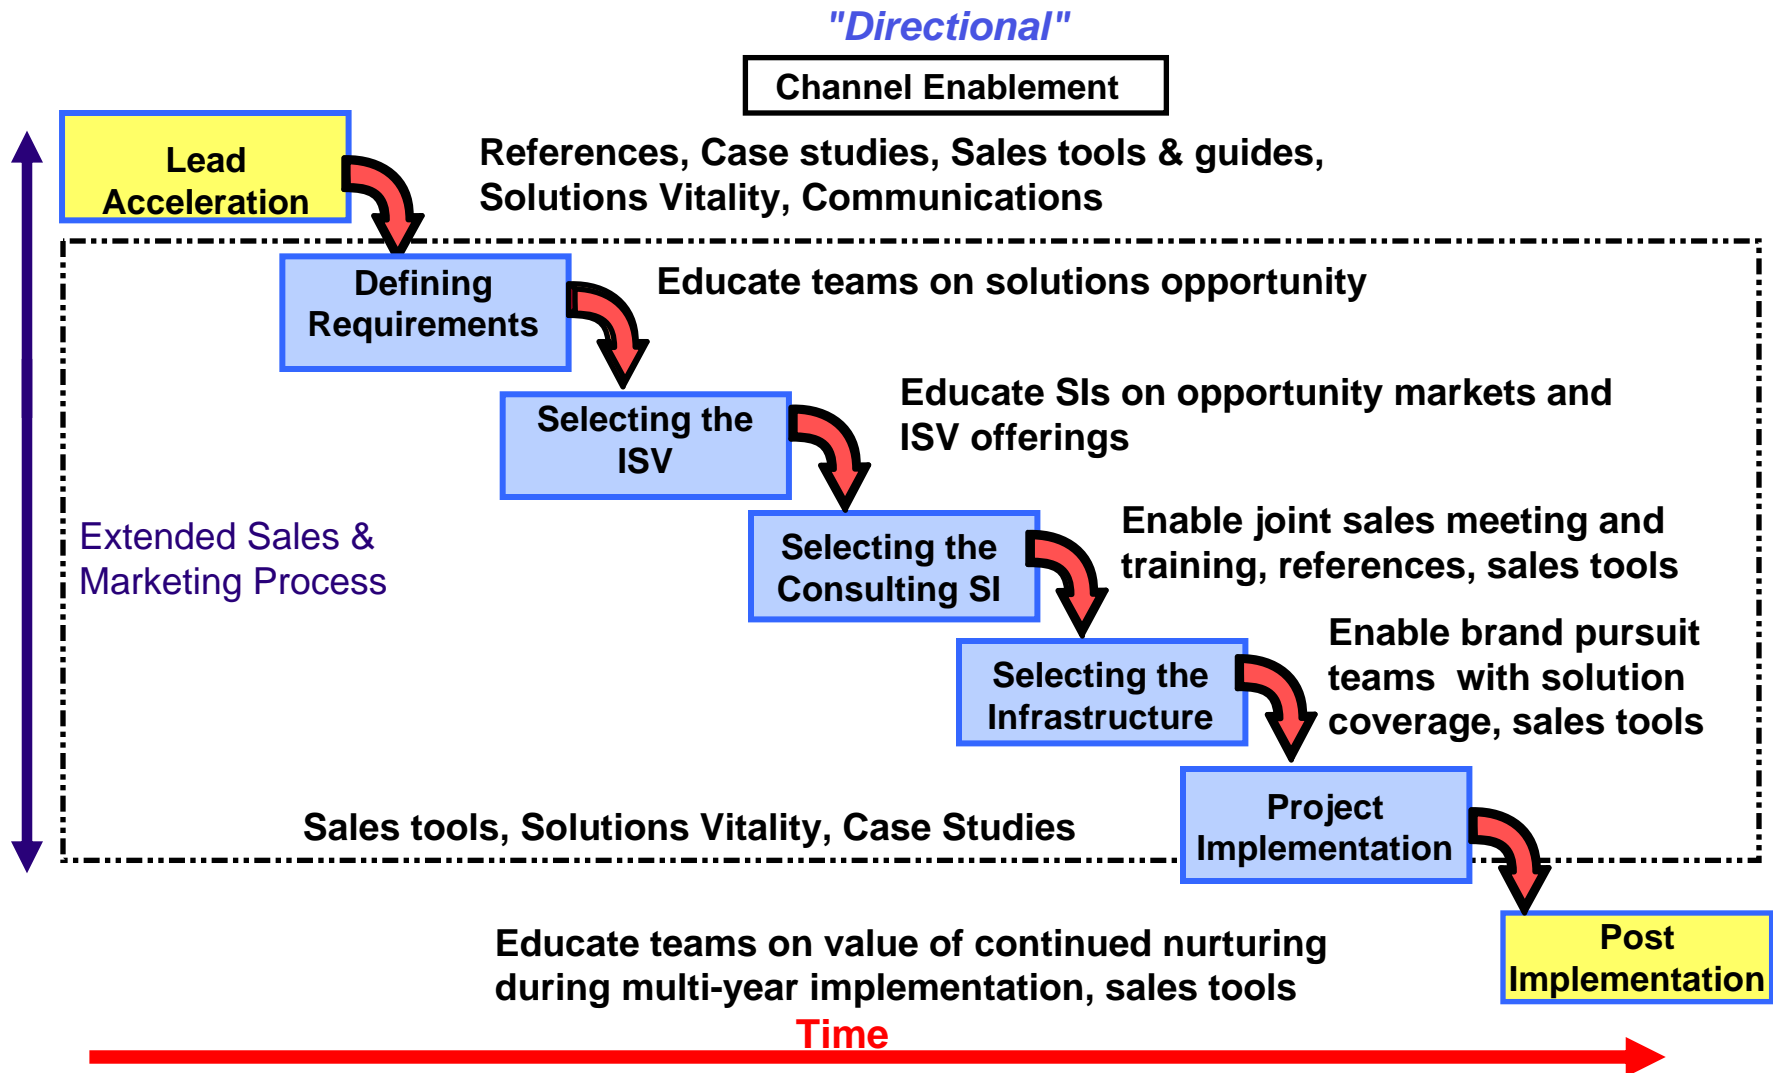 "Directional"
Channel Enablement
Lead
Acceleration
References, Case studies, Sales tools & guides,
Solutions Vitality, Communications
Defining
Requirements
Educate teams on solutions opportunity
Selecting the
ISV
Educate SIs on opportunity markets and
ISV offerings
Extended Sales &
Marketing Process
Selecting the
Consulting SI
Enable joint sales meeting and
training, references, sales tools
Selecting the
Infrastructure
Enable brand pursuit
teams  with solution
coverage, sales tools
Sales tools, Solutions Vitality, Case Studies
Project
Implementation
Educate teams on value of continued nurturing
during multi-year implementation, sales tools
Post
Implementation
Time